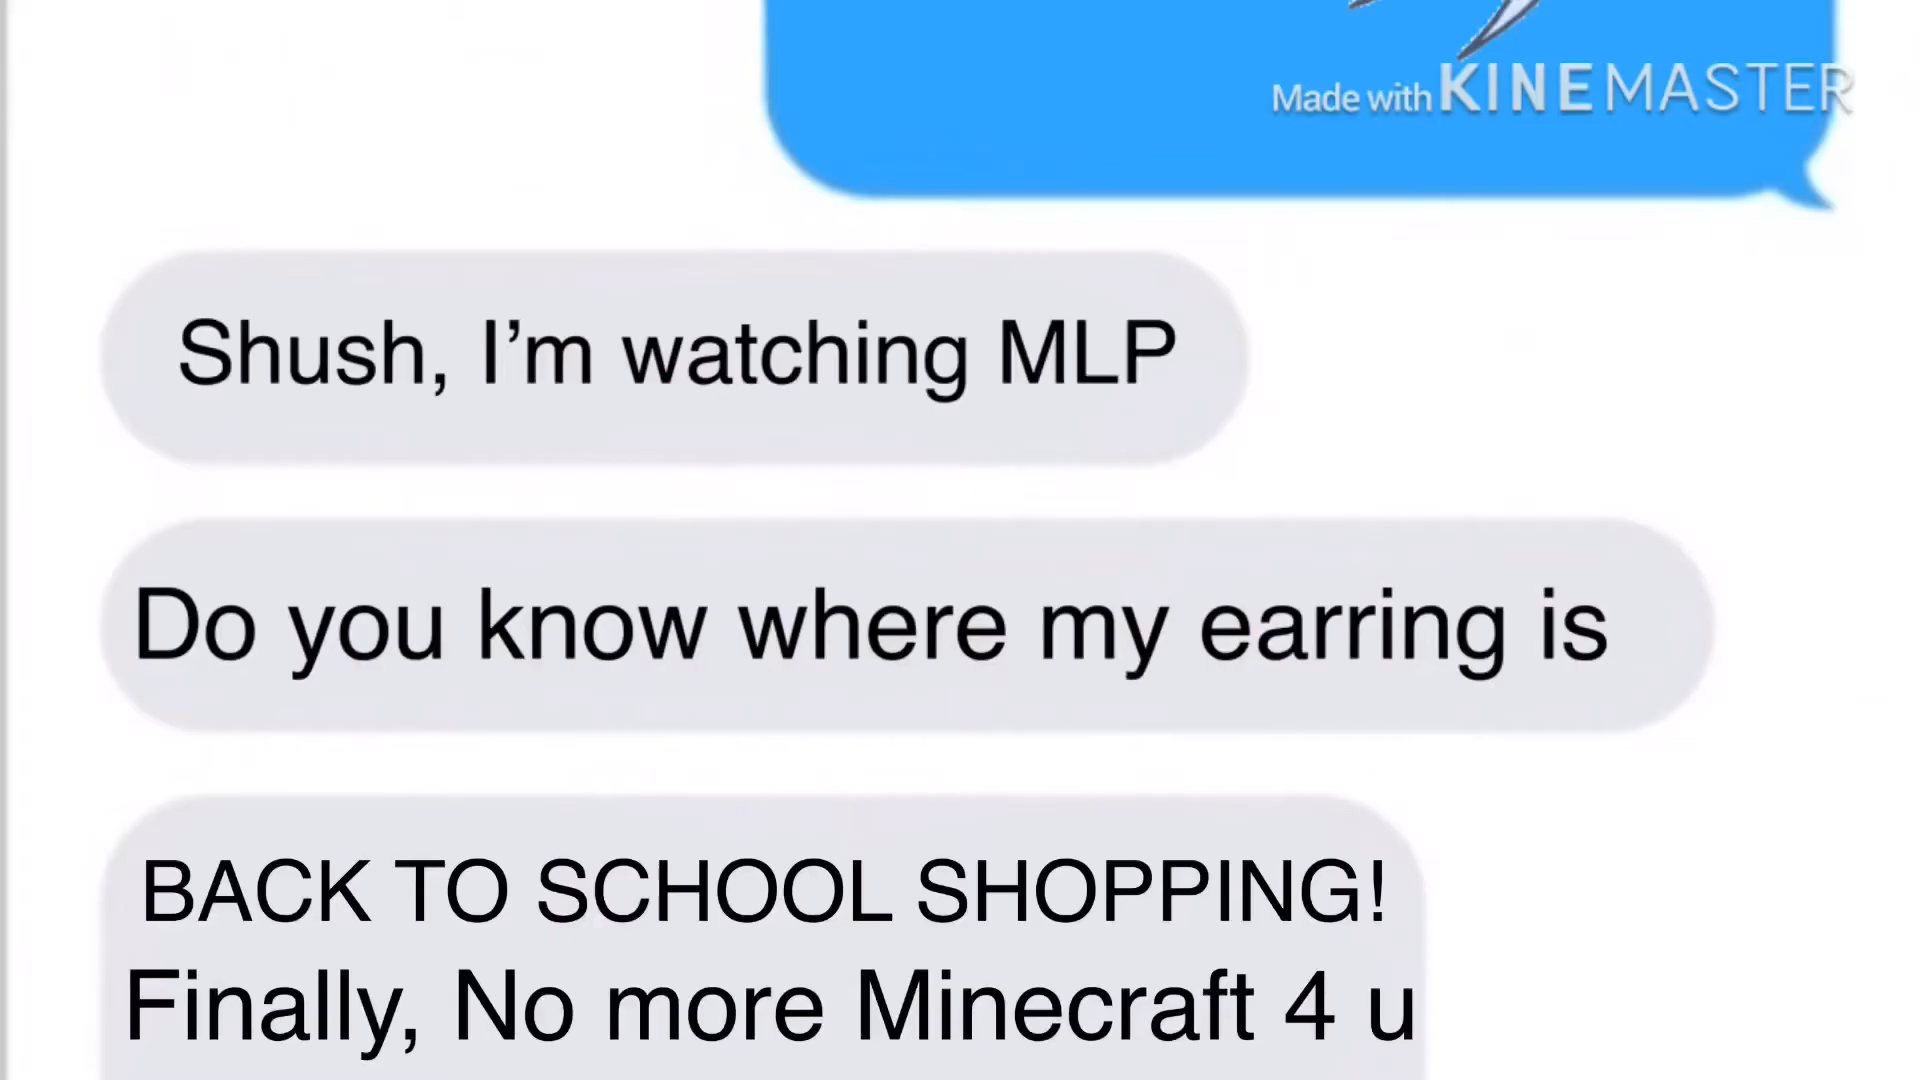 Made with KINEMASTER
Shush, I’m watching MLP
Do you know where my earring is
BACK TO SCHOOL SHOPPING!
Finally, No more Minecraft 4 u